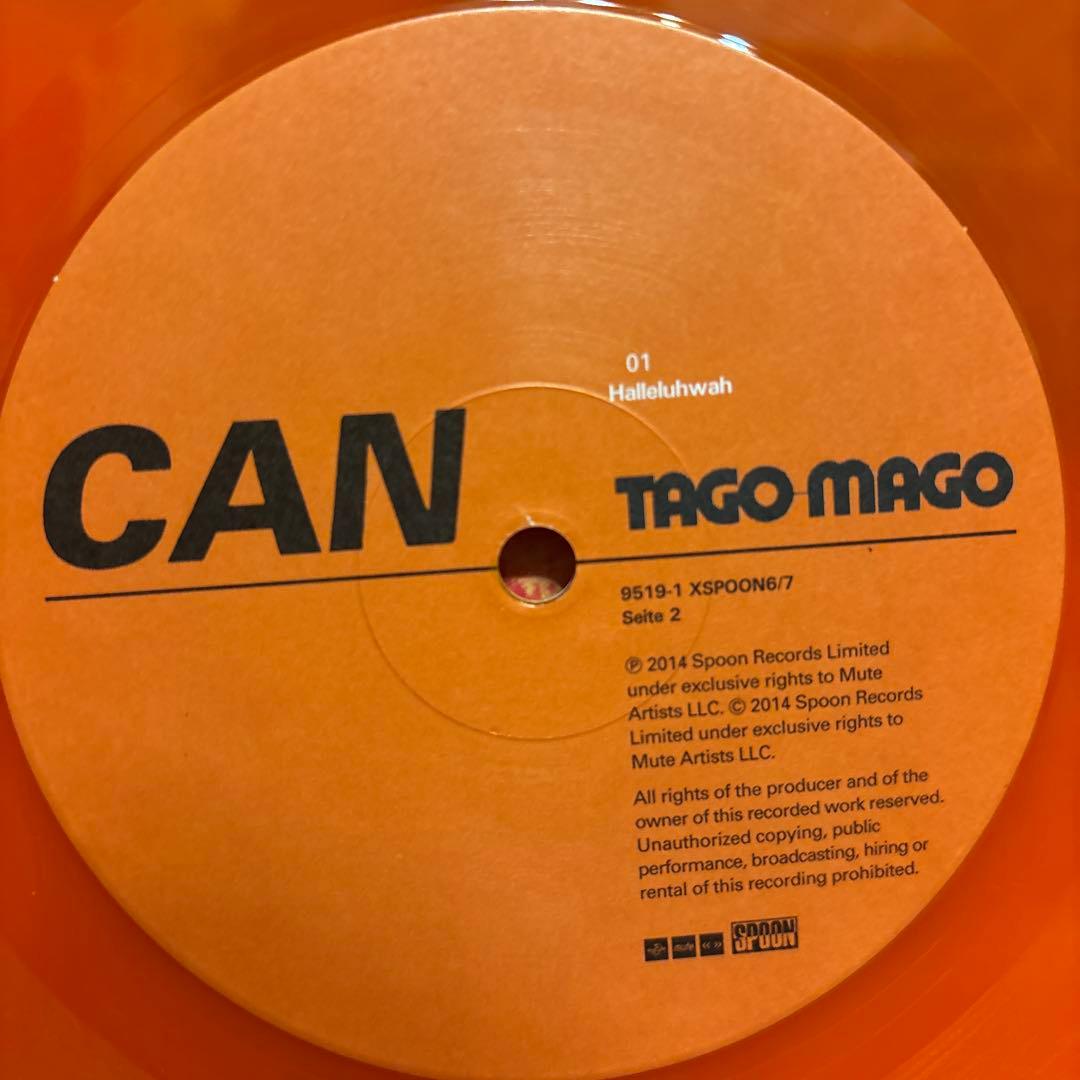 01
Halleluhwah
CAN
TAGO MAGO
9519-1 XSPOON6/7
Seite 2
℗ 2014 Spoon Records Limited
under exclusive rights to Mute
Artists LLC. © 2014 Spoon Records
Limited under exclusive rights to
Mute Artists LLC.
All rights of the producer and of the
owner of this recorded work reserved.
Unauthorized copying, public
performance, broadcasting, hiring or
rental of this recording prohibited.
mute
SPOON